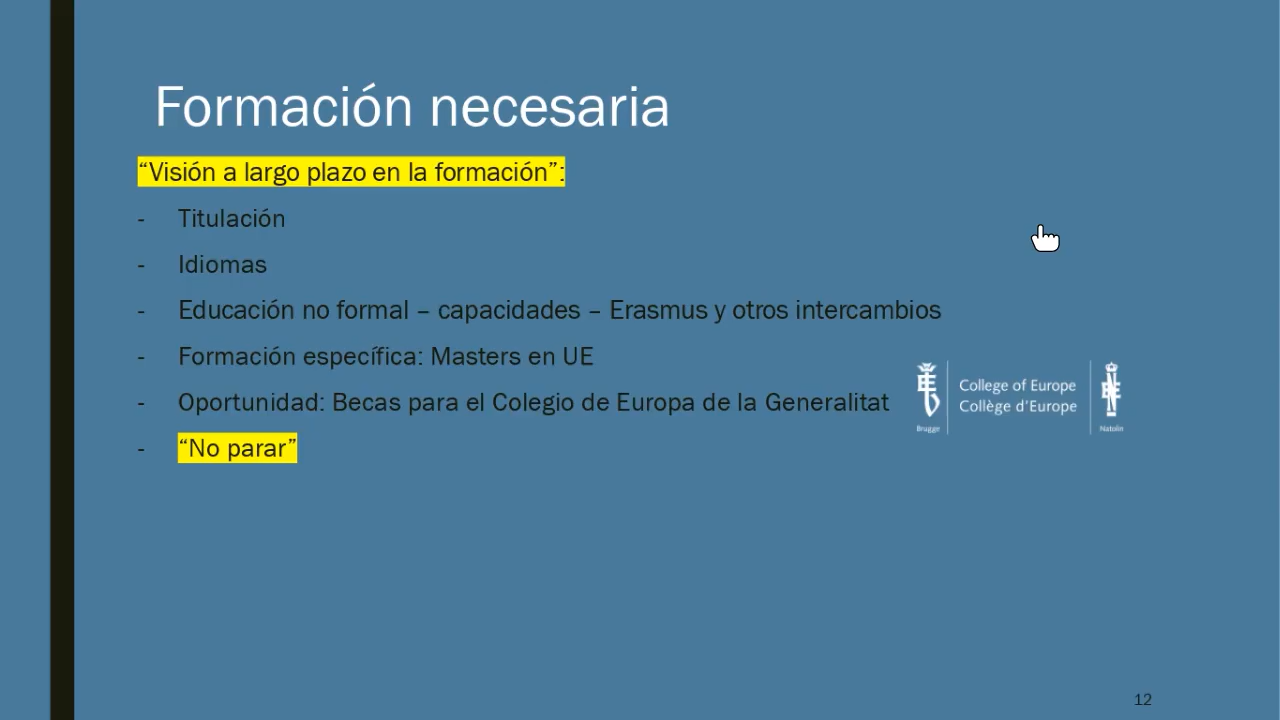 Formación necesaria
“Visión a largo plazo en la formación”:
- Titulación
- Idiomas
- Educación no formal – capacidades – Erasmus y otros intercambios
- Formación específica: Masters en UE
- Oportunidad: Becas para el Colegio de Europa de la Generalitat
College of Europe
Collège d'Europe
Brugge
Natolin
- “No parar”
12